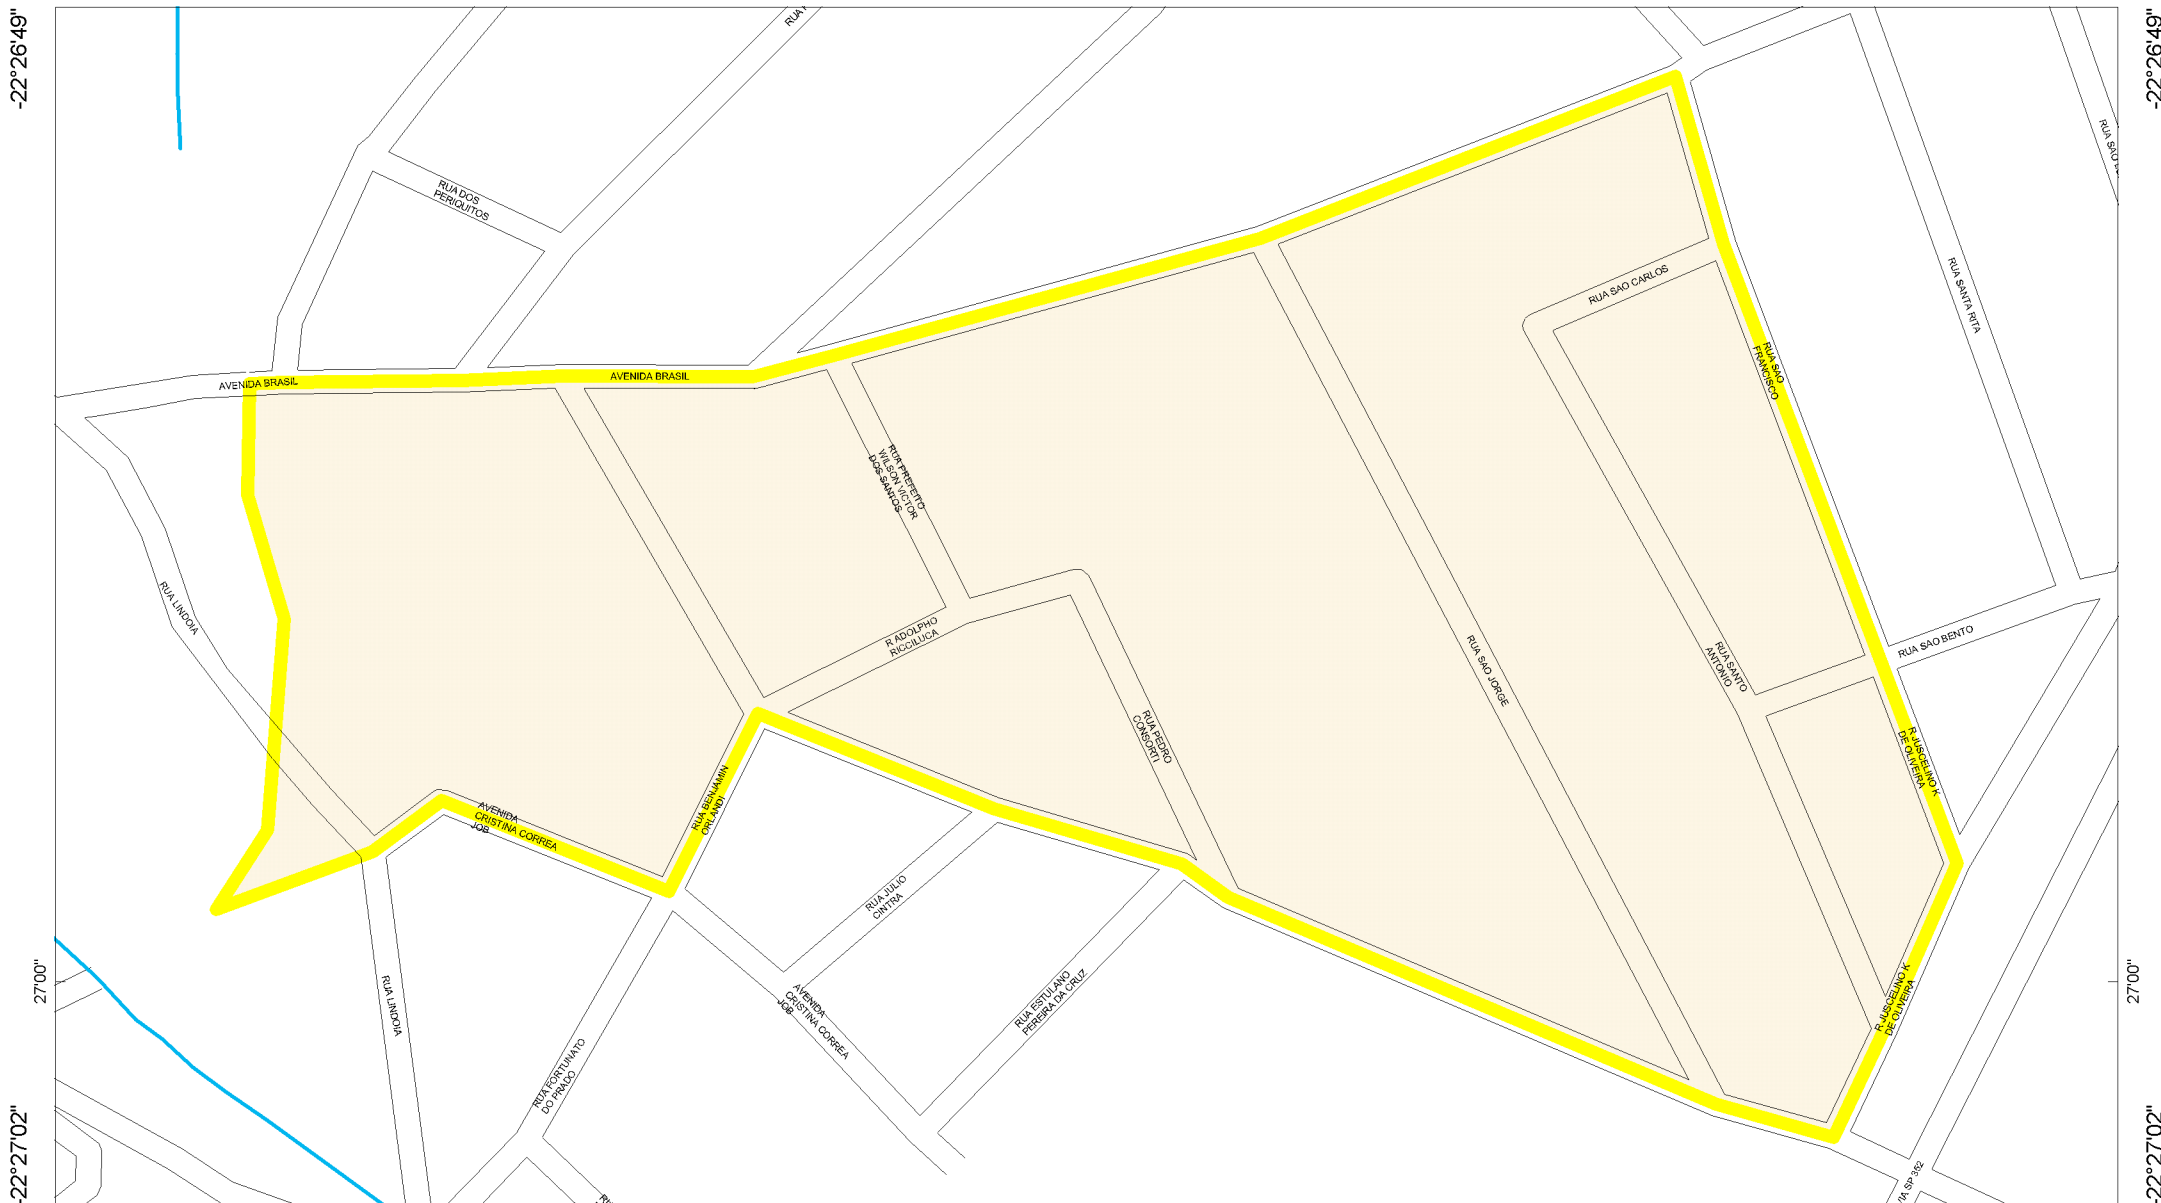 -22°26'49"
-22°26'49"
RUA DOS
PERIQUITOS
RUA SAO CARLOS
RUA SANTA RITA
RUA SAO
FRANCISCO
AVENIDA BRASIL
AVENIDA BRASIL
RUA PREFEITO
WILSON VICTOR
DOS SANTOS
RUA LINDOIA
R ADOLPHO
RICCILUCA
RUA SAO JORGE
RUA SANTO
ANTONIO
RUA SAO BENTO
RUA PEDRO
CONSORTI
R JUSCELINO K
DE OLIVEIRA
RUA BENJAMIN
ORLANDI
AVENIDA
CRISTINA CORREA
JOB
RUA JULIO
CINTRA
27'00"
27'00"
RUA LINDOIA
AVENIDA
CRISTINA CORREA
JOB
RUA ESTULANO
PEREIRA DA CRUZ
R JUSCELINO K
DE OLIVEIRA
RUA FORTUNATO
DO PRADO
-22°27'02"
-22°27'02"
VIA SP 352